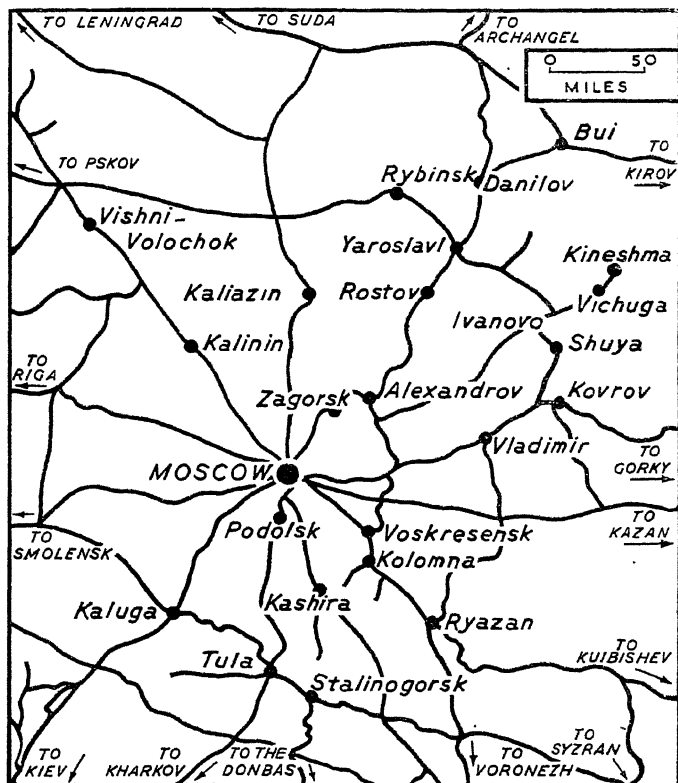 TO LENINGRAD
TO SUDA
TO
ARCHANGEL
0 50
MILES
Bui
TO
KIROV
TO PSKOV
Rybinsk
Danilov
Vishni-
Volochok
Yaroslavl
Kineshma
Kaliazin
Rostov
Vichuga
Ivanovo
Kalinin
Shuya
TO
RIGA
Zagorsk
Alexandrov
Kovrov
Vladimir
TO
GORKY
MOSCOW
Podolsk
Voskresensk
TO
KAZAN
TO
SMOLENSK
Kolomna
Kaluga
Kashira
Ryazan
TO
KUIBISHEV
Tula
Stalinogorsk
TO
KIEV
TO
KHARKOV
TO THE
DONBAS
TO
VORONEZH
TO
SYZRAN